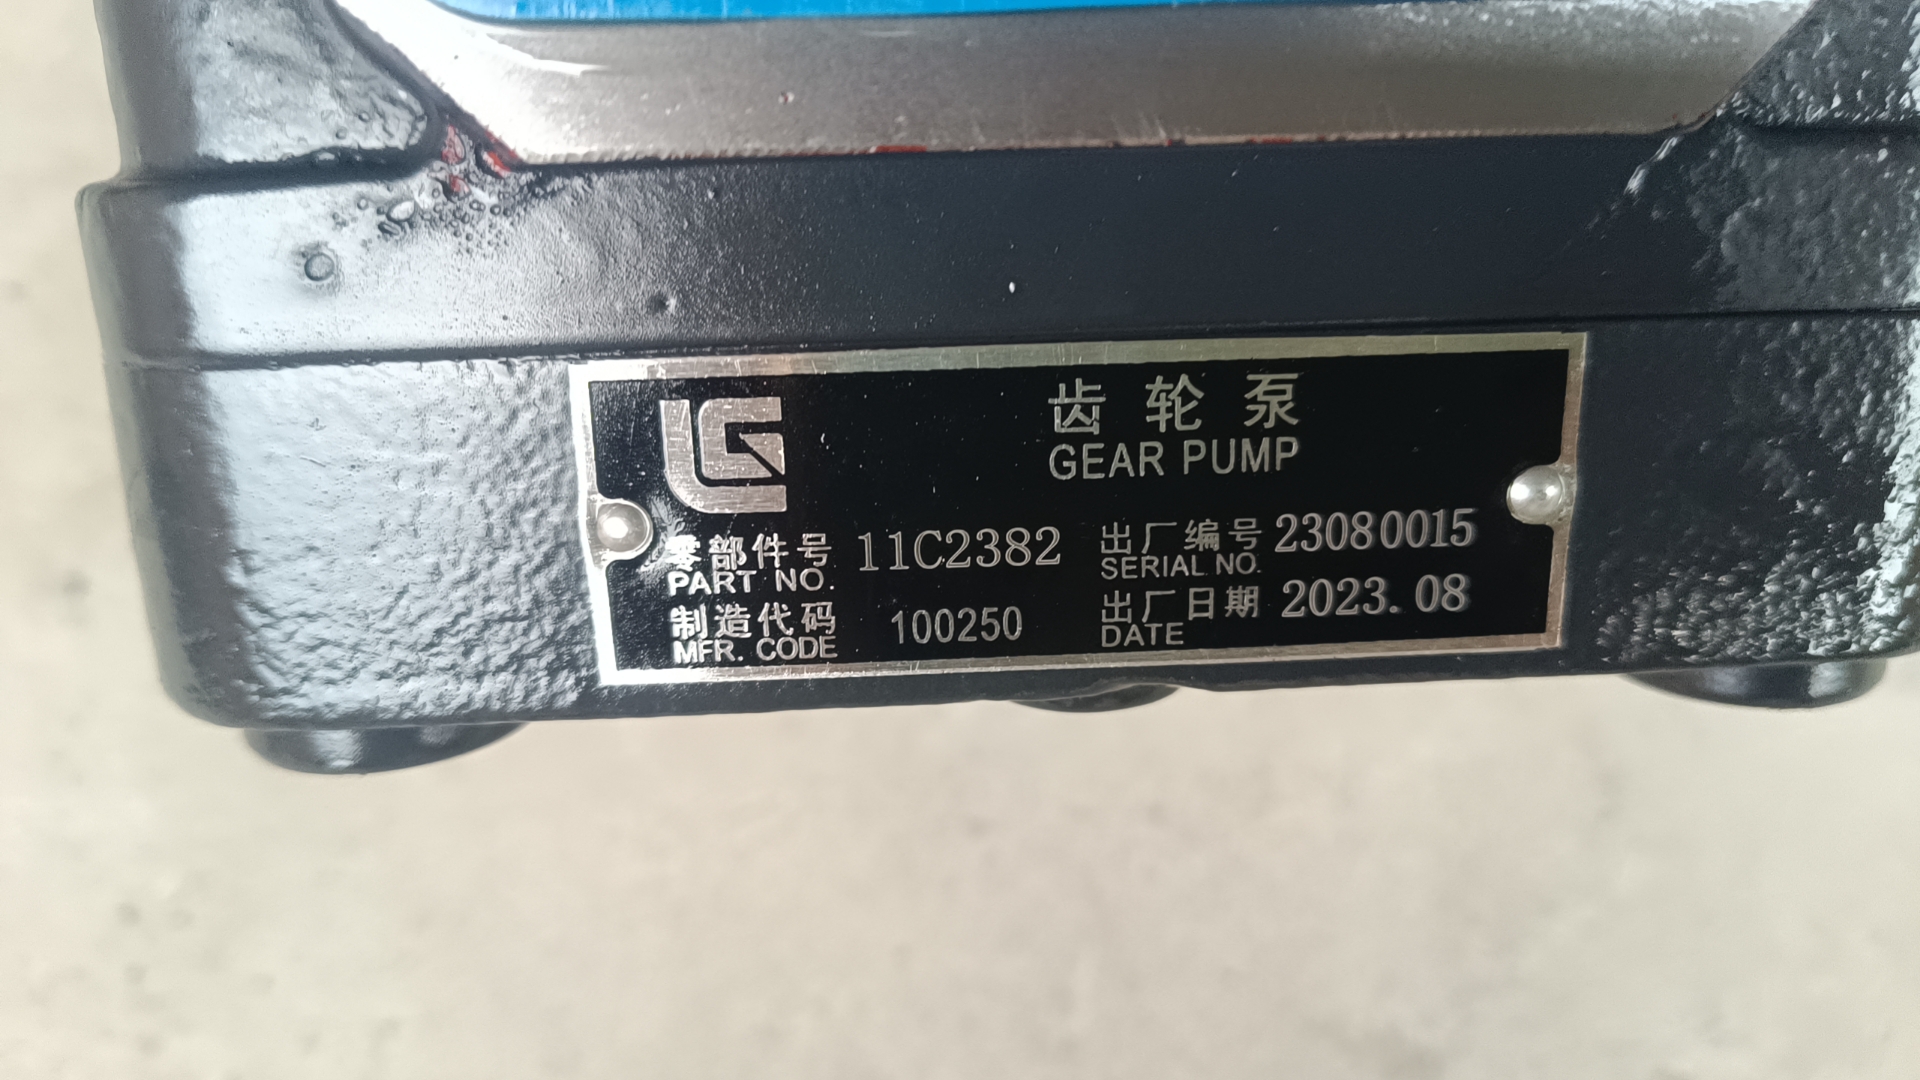 LG
齿轮泵
GEAR PUMP
零部件号 11C2382 出厂编号 23080015
PART NO. SERIAL NO.
制造代码 100250 出厂日期 2023.08
MFR. CODE DATE